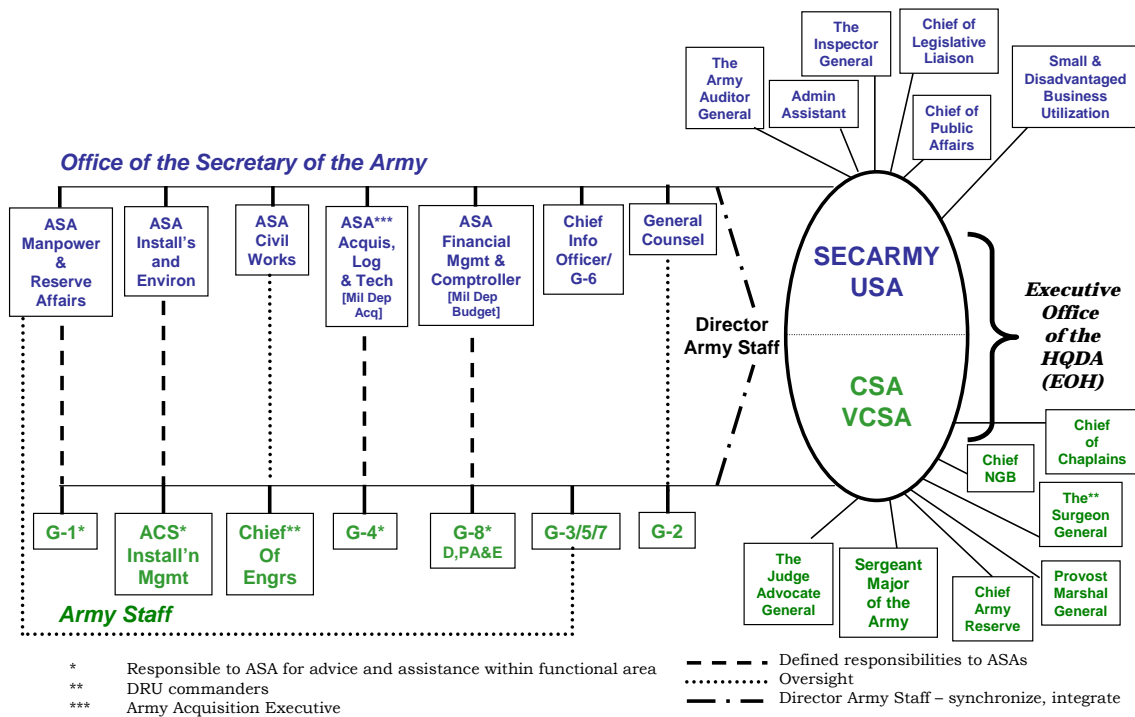 The
Inspector
General
Chief of
Legislative
Liaison
The
Army
Auditor
General
Admin
Assistant
Chief of
Public
Affairs
Small &
Disadvantaged
Business
Utilization
Office of the Secretary of the Army
ASA
Manpower
&
Reserve
Affairs
ASA
Install's
and
Environ
ASA
Civil
Works
ASA***
Acquis,
Log
& Tech
[Mil Dep
Acq]
ASA
Financial
Mgmt &
Comptroller
[Mil Dep
Budget]
Chief
Info
Officer/
G-6
General
Counsel
SECARMY
USA
Director
Army Staff
CSA
VCSA
Executive
Office
of the
HQDA
(EOH)
Chief
of
Chaplains
Chief
NGB
The**
Surgeon
General
Provost
Marshal
General
Chief
Army
Reserve
Sergeant
Major
of the
Army
The
Judge
Advocate
General
G-1*
ACS*
Install'n
Mgmt
Chief**
Of
Engrs
G-4*
G-8*
D,PA&E
G-3/5/7
G-2
Army Staff
* Responsible to ASA for advice and assistance within functional area
** DRU commanders
*** Army Acquisition Executive
Defined responsibilities to ASAs
Oversight
Director Army Staff – synchronize, integrate